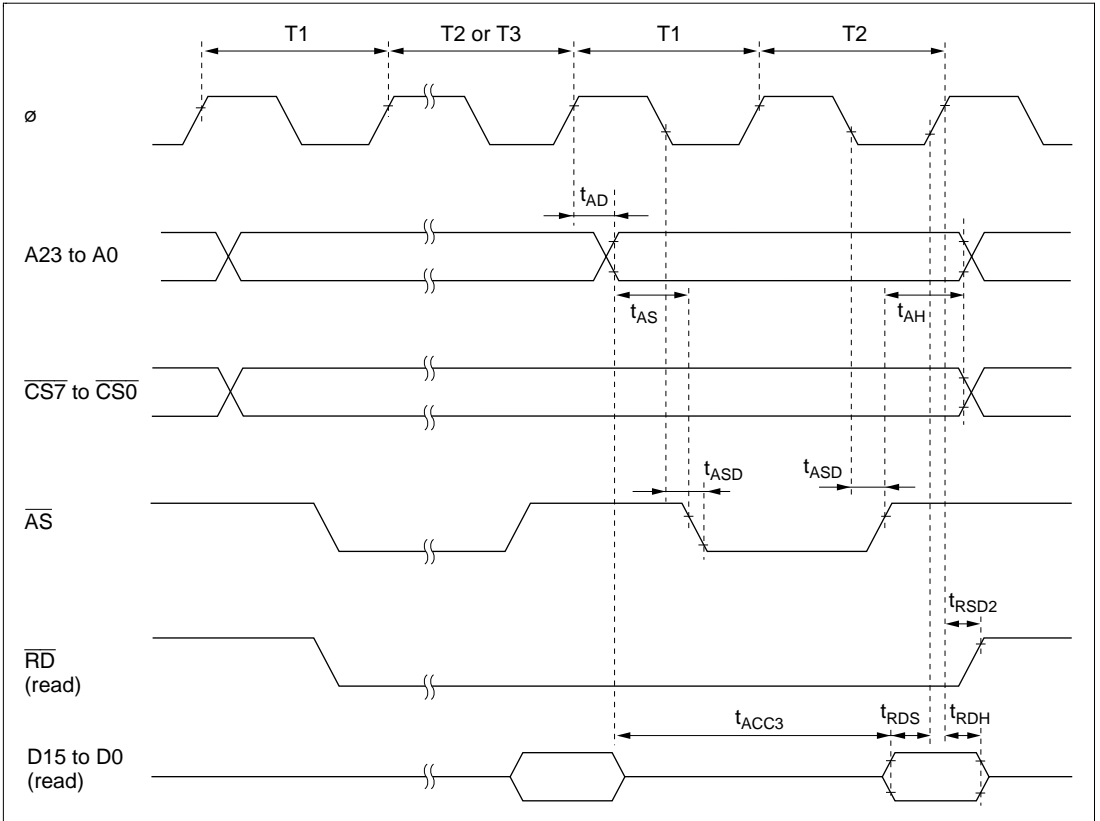 T1 T2 or T3 T1 T2
ø
tAD
A23 to A0
tAS tAH
CS7 to CS0
tASD tASD
AS
tRSD2
RD
(read)
tACC3 tRDS tRDH
D15 to D0
(read)